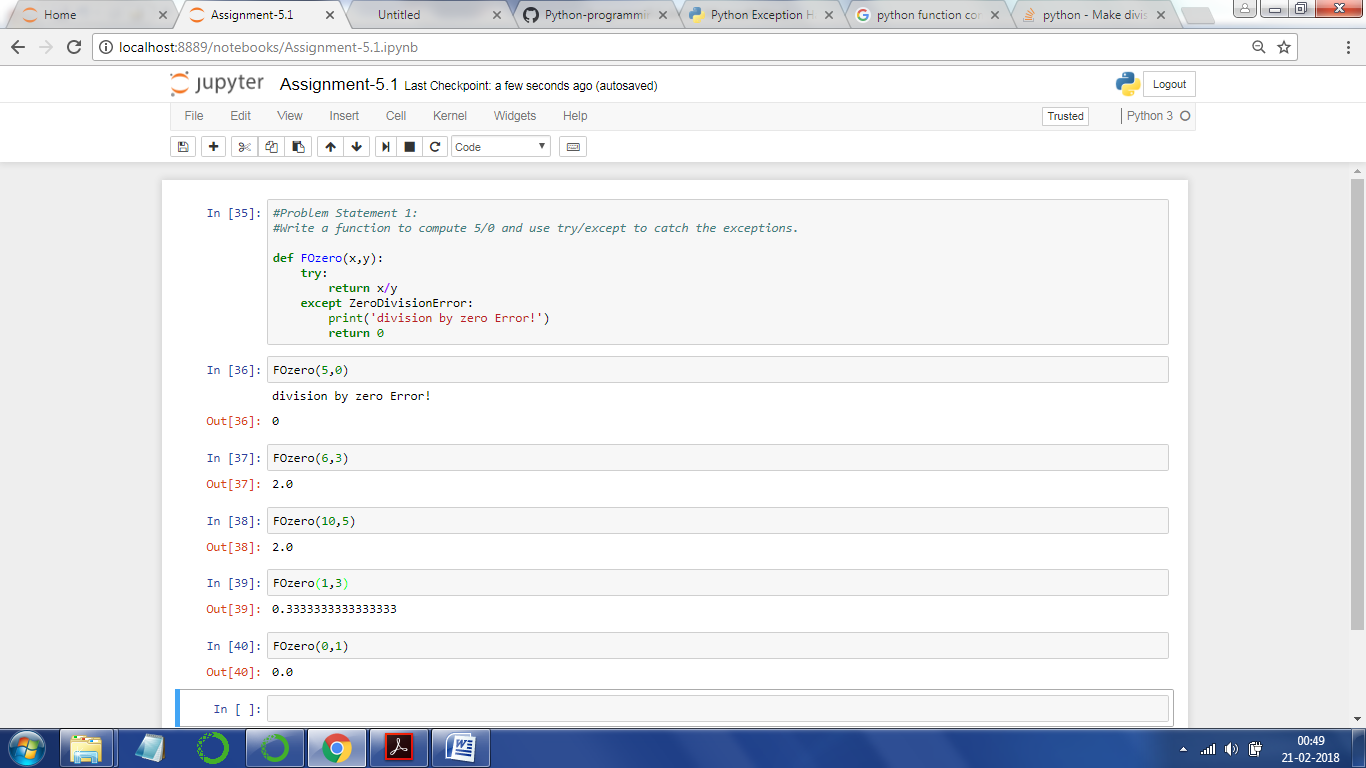 Home
Assignment-5.1
Untitled
Python-programmin
Python Exception H
python function con
python - Make divis
localhost:8889/notebooks/Assignment-5.1.ipynb
jupyter Assignment-5.1 Last Checkpoint: a few seconds ago (autosaved)
Logout
File Edit View Insert Cell Kernel Widgets Help
Trusted
Python 3
Code
In [35]:
#Problem Statement 1:
#Write a function to compute 5/0 and use try/except to catch the exceptions.
def FOzero(x,y):
    try:
        return x/y
    except ZeroDivisionError:
        print('division by zero Error!')
        return 0
In [36]: FOzero(5,0)
division by zero Error!
Out[36]: 0
In [37]: FOzero(6,3)
Out[37]: 2.0
In [38]: FOzero(10,5)
Out[38]: 2.0
In [39]: FOzero(1,3)
Out[39]: 0.3333333333333333
In [40]: FOzero(0,1)
Out[40]: 0.0
In [ ]:
00:49
21-02-2018